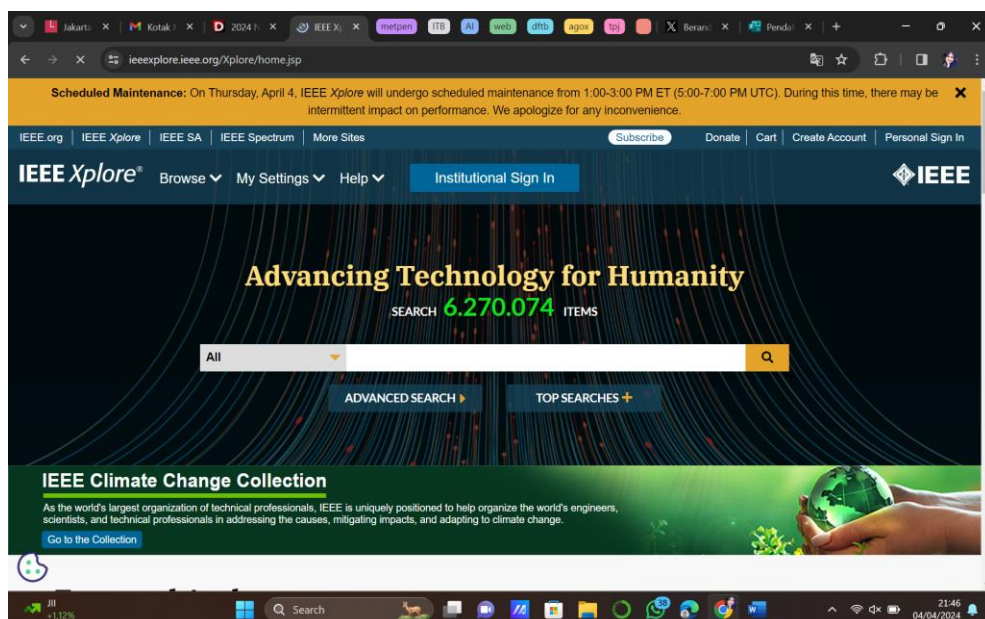 Jakarta
Kotak
2024
IEEE
metpen
ITB
AI
web
dftb
agox
tpj
Beran
Pendaf
ieeexplore.ieee.org/Xplore/home.jsp
Scheduled Maintenance: On Thursday, April 4, IEEE Xplore will undergo scheduled maintenance from 1:00-3:00 PM ET (5:00-7:00 PM UTC). During this time, there may be
intermittent impact on performance. We apologize for any inconvenience.
IEEE.org | IEEE Xplore | IEEE SA | IEEE Spectrum | More Sites
Subscribe
Donate | Cart | Create Account | Personal Sign In
IEEE Xplore®
Browse
My Settings
Help
Institutional Sign In
IEEE
Advancing Technology for Humanity
SEARCH 6.270.074 ITEMS
All
ADVANCED SEARCH
TOP SEARCHES +
IEEE Climate Change Collection
As the world's largest organization of technical professionals, IEEE is uniquely positioned to help organize the world's engineers,
scientists, and technical professionals in addressing the causes, mitigating impacts, and adapting to climate change.
Go to the Collection
JII
+1.12%
Search
38
21:46
04/04/2024